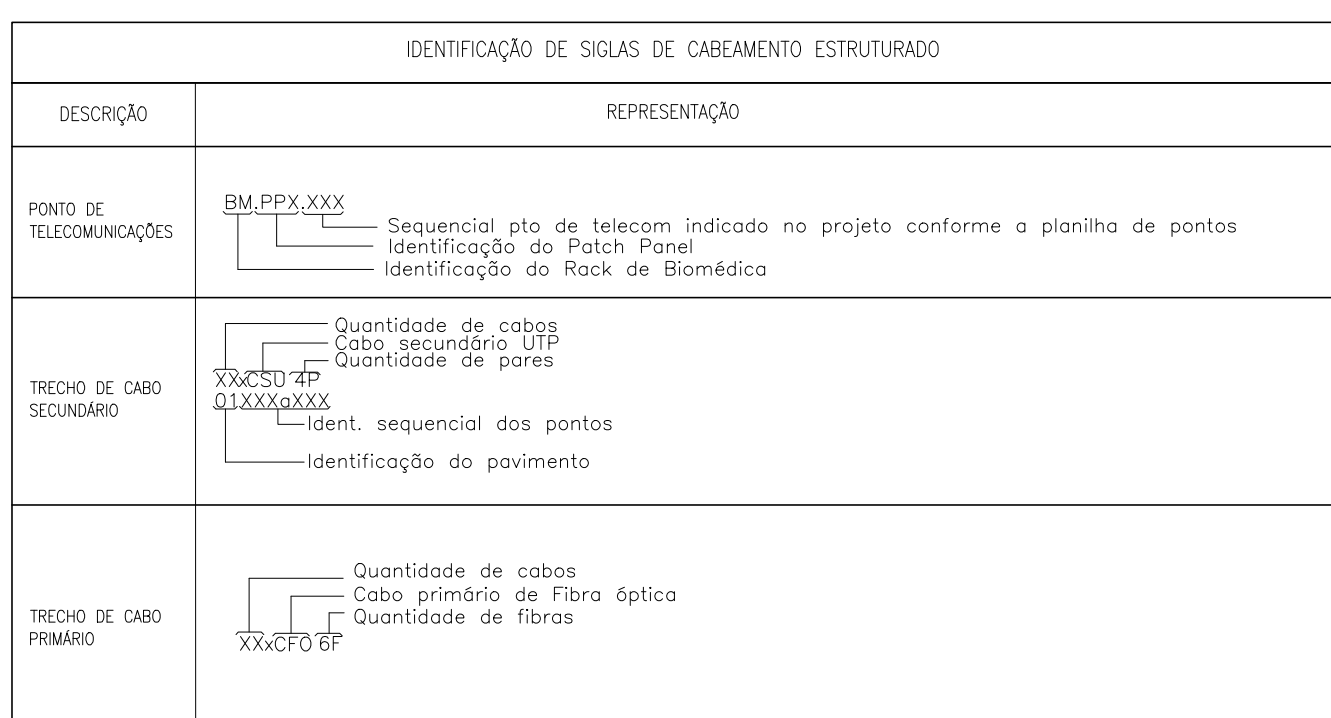 IDENTIFICAÇÃO DE SIGLAS DE CABEAMENTO ESTRUTURADO
DESCRIÇÃO
REPRESENTAÇÃO
PONTO DE
TELECOMUNICAÇÕES
BM.PPX.XXX
Sequencial pto de telecom indicado no projeto conforme a planilha de pontos
Identificação do Patch Panel
Identificação do Rack de Biomédica
TRECHO DE CABO
SECUNDÁRIO
Quantidade de cabos
Cabo secundário UTP
Quantidade de pares
XXxCSU 4P
01XXXaXXX
Ident. sequencial dos pontos
Identificação do pavimento
TRECHO DE CABO
PRIMÁRIO
Quantidade de cabos
Cabo primário de Fibra óptica
Quantidade de fibras
XXxCFO 6F